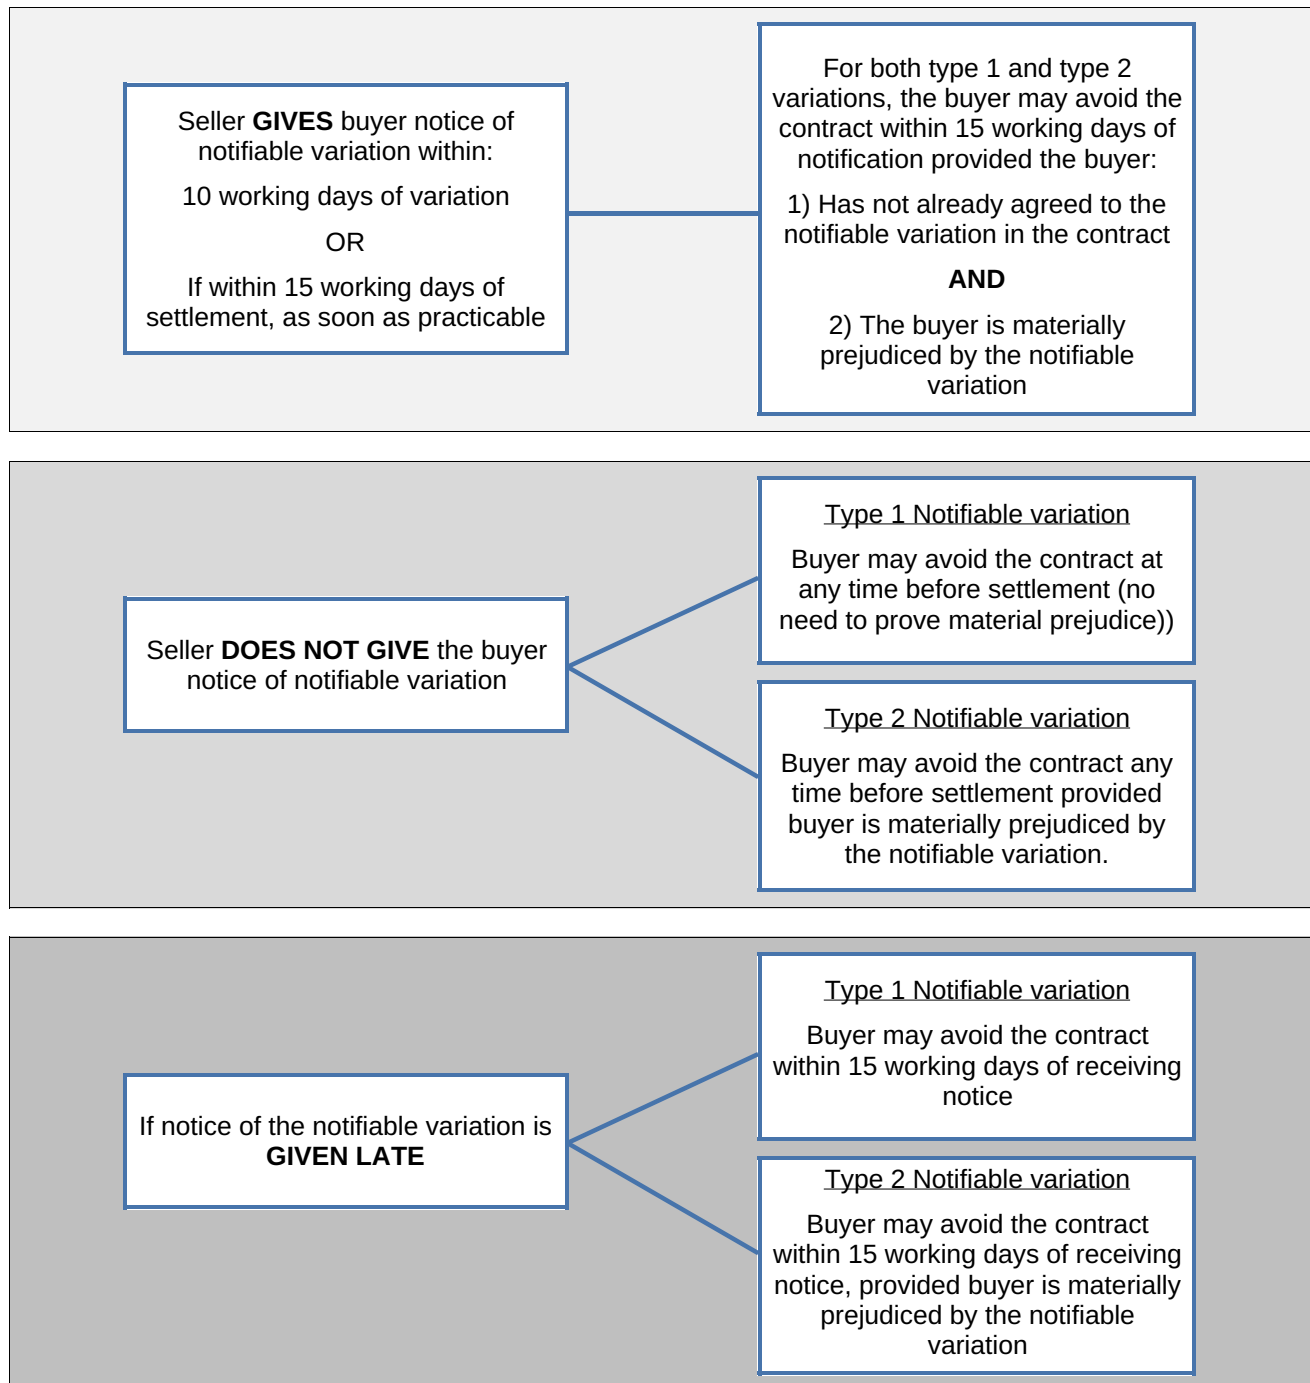 Seller GIVES buyer notice of
notifiable variation within:
10 working days of variation
OR
If within 15 working days of
settlement, as soon as practicable
For both type 1 and type 2
variations, the buyer may avoid the
contract within 15 working days of
notification provided the buyer:
1) Has not already agreed to the
notifiable variation in the contract
AND
2) The buyer is materially
prejudiced by the notifiable
variation
Seller DOES NOT GIVE the buyer
notice of notifiable variation
Type 1 Notifiable variation
Buyer may avoid the contract at
any time before settlement (no
need to prove material prejudice))
Type 2 Notifiable variation
Buyer may avoid the contract any
time before settlement provided
buyer is materially prejudiced by
the notifiable variation.
If notice of the notifiable variation is
GIVEN LATE
Type 1 Notifiable variation
Buyer may avoid the contract
within 15 working days of receiving
notice
Type 2 Notifiable variation
Buyer may avoid the contract
within 15 working days of receiving
notice, provided buyer is materially
prejudiced by the notifiable
variation